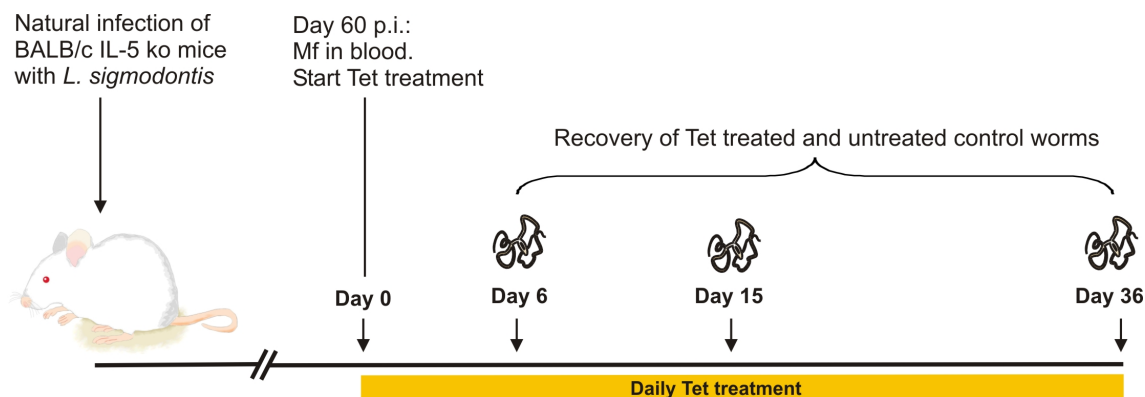 Natural infection of
BALB/c IL-5 ko mice
with L. sigmodontis
Day 60 p.i.:
Mf in blood.
Start Tet treatment
Recovery of Tet treated and untreated control worms
Day 0
Day 6
Day 15
Day 36
Daily Tet treatment